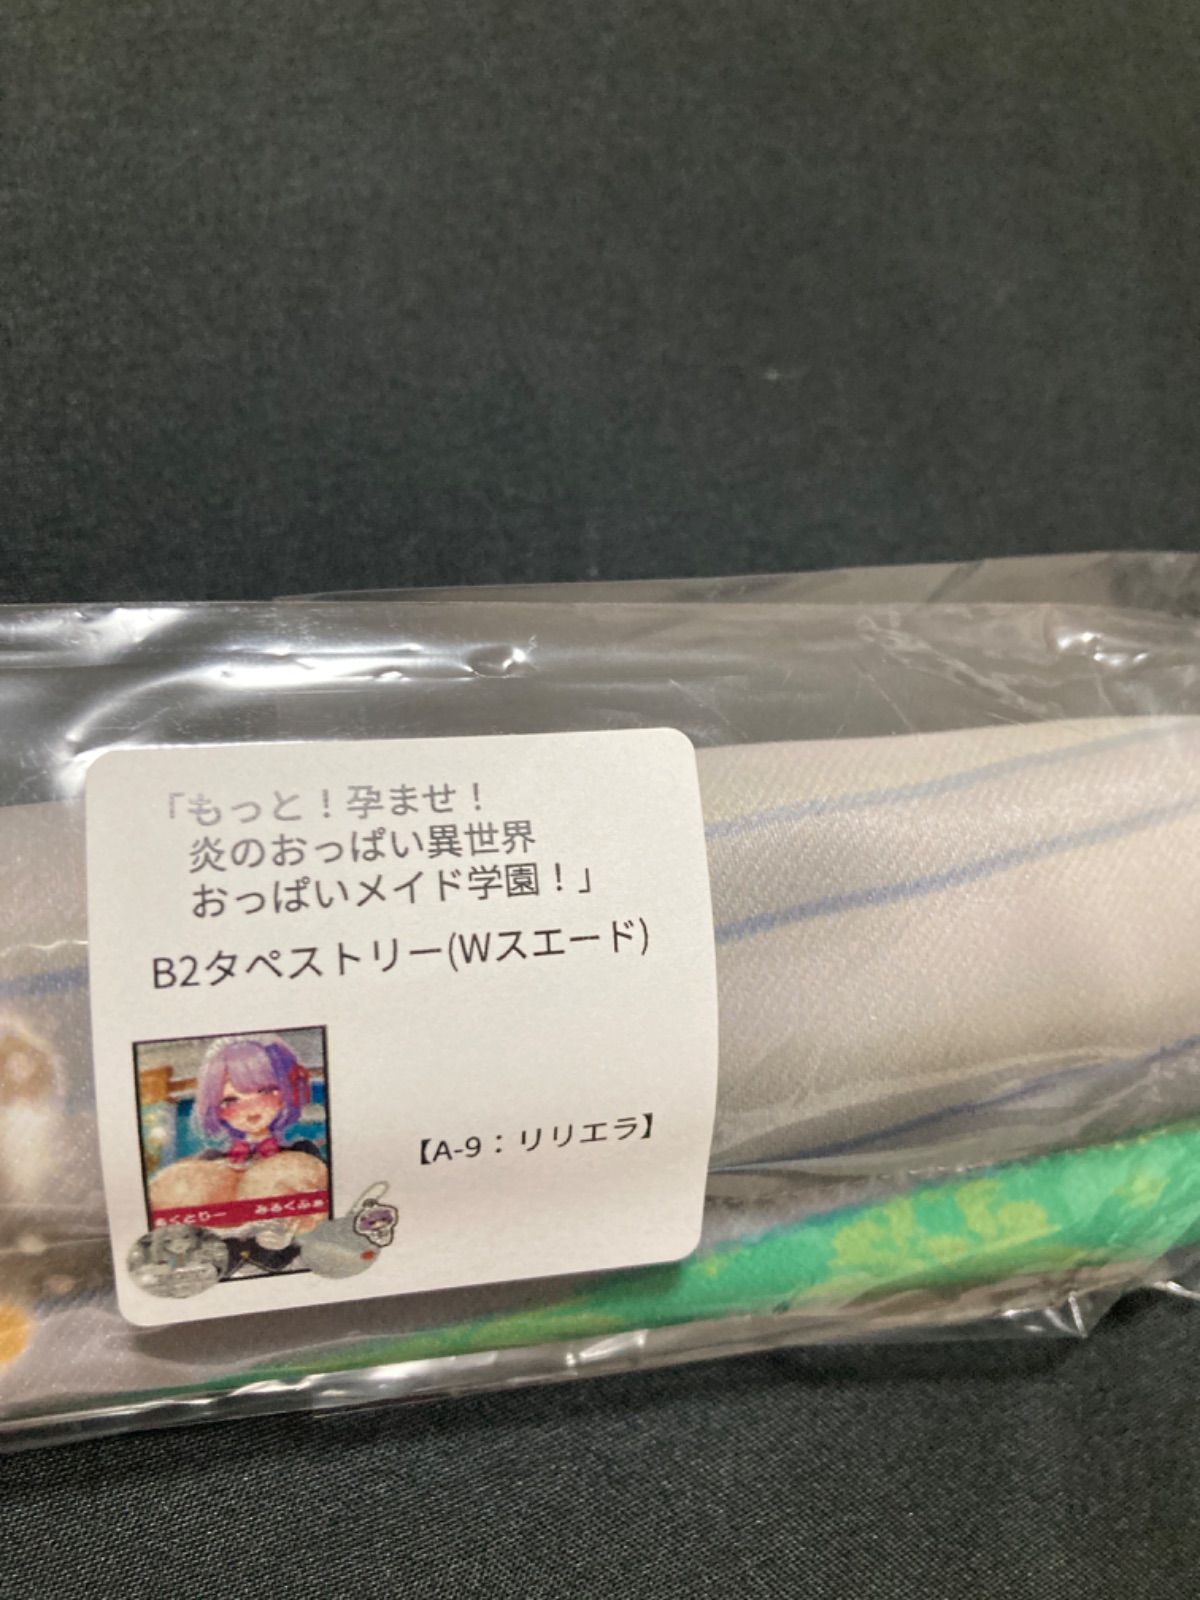 「もっと！孕ませ！
炎のおっぱい異世界
おっぱいメイド学園！」
B2タペストリー(Wスエード)
【A-9：リリエラ】